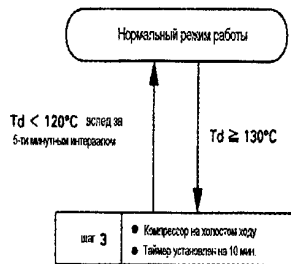 Нормальный режим работы
Td < 120°C вслед за
5-ти минутным интервалом
Td ≧ 130°C
шаг 3
● Компрессор на холостом ходу
● Таймер установлен на 10 мин.